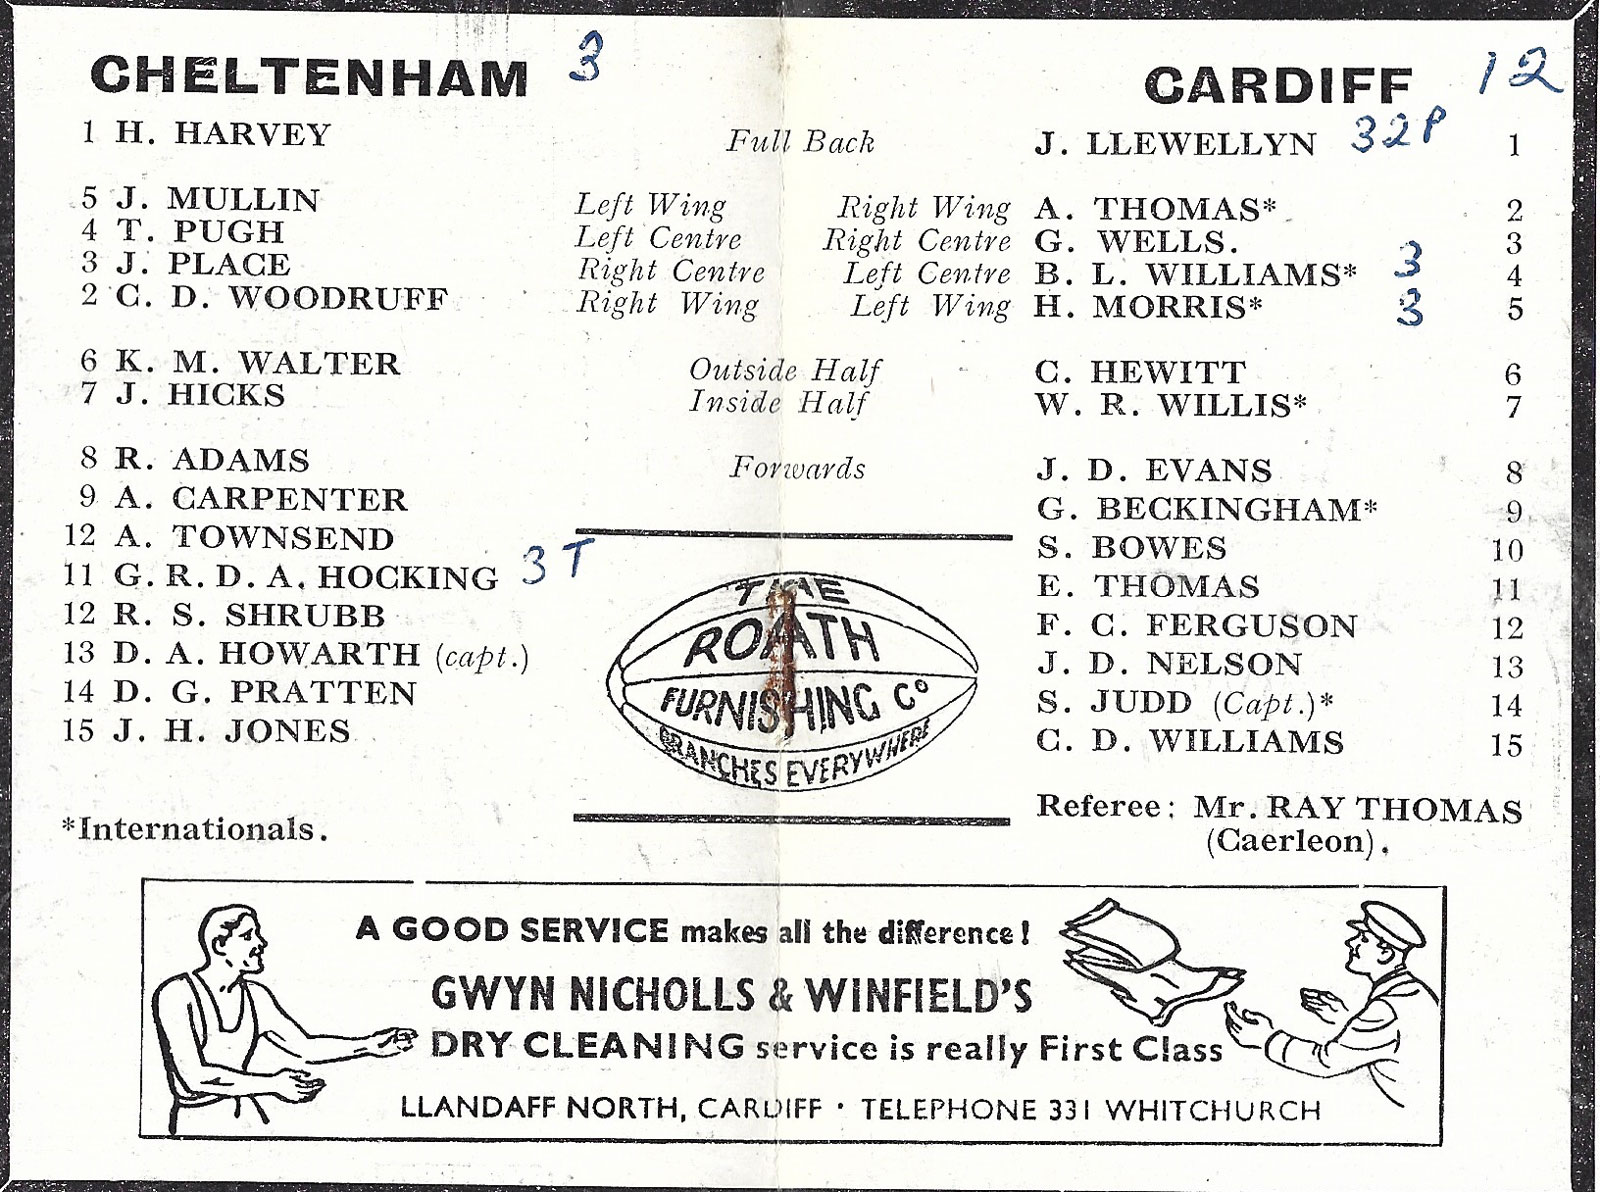 CHELTENHAM 3 CARDIFF 12
1 H. HARVEY Full Back J. LLEWELLYN 32P 1
5 J. MULLIN Left Wing Right Wing A. THOMAS* 2
4 T. PUGH Left Centre Right Centre G. WELLS. 3
3 J. PLACE Right Centre Left Centre B. L. WILLIAMS* 3 4
2 C. D. WOODRUFF Right Wing Left Wing H. MORRIS* 3 5
6 K. M. WALTER Outside Half C. HEWITT 6
7 J. HICKS Inside Half W. R. WILLIS* 7
8 R. ADAMS Forwards J. D. EVANS 8
9 A. CARPENTER G. BECKINGHAM* 9
12 A. TOWNSEND S. BOWES 10
11 G. R. D. A. HOCKING 3T E. THOMAS 11
12 R. S. SHRUBB F. C. FERGUSON 12
13 D. A. HOWARTH (capt.) J. D. NELSON 13
14 D. G. PRATTEN S. JUDD (Capt.)* 14
15 J. H. JONES C. D. WILLIAMS 15
THE
ROATH
FURNISHING Co
BRANCHES EVERYWHERE
*Internationals.
Referee: Mr. RAY THOMAS
(Caerleon).
A GOOD SERVICE makes all the difference!
GWYN NICHOLLS & WINFIELD'S
DRY CLEANING service is really First Class
LLANDAFF NORTH, CARDIFF · TELEPHONE 331 WHITCHURCH